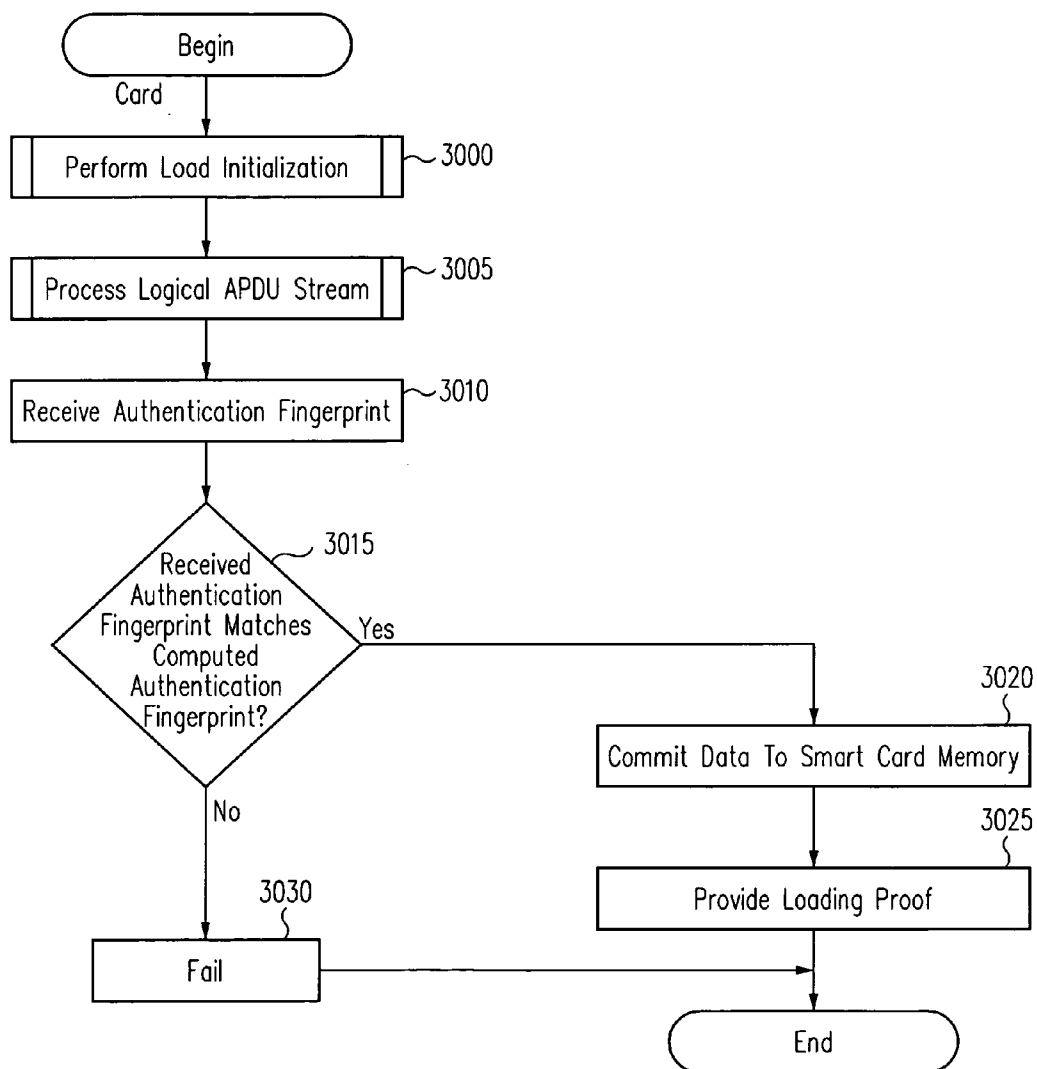 Begin
Card
Perform Load Initialization
3000
Process Logical APDU Stream
3005
Receive Authentication Fingerprint
3010
Received
Authentication
Fingerprint Matches
Computed
Authentication
Fingerprint?
3015
Yes
No
3020
Commit Data To Smart Card Memory
3025
Provide Loading Proof
3030
Fail
End